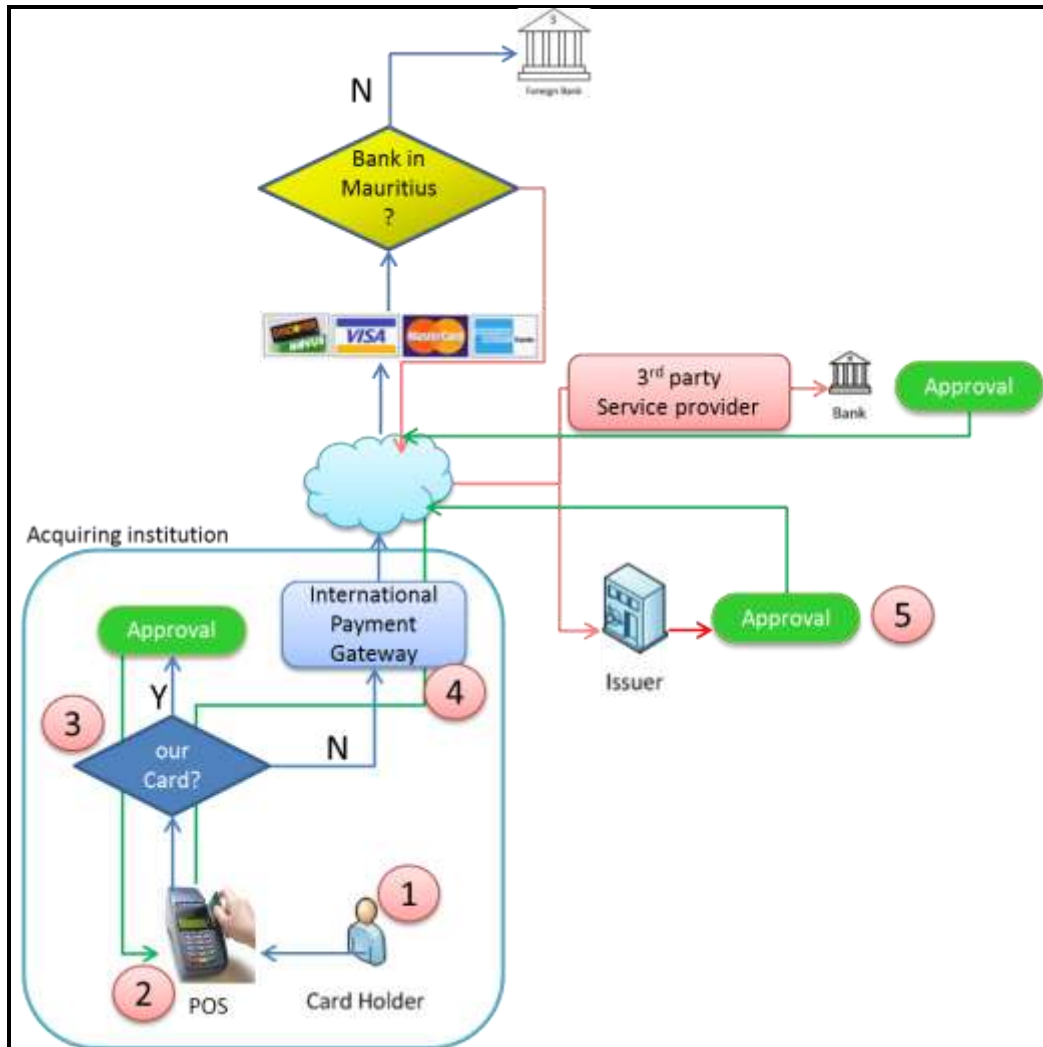 3
Foreign Bank
N
Bank in
Mauritius
?
VISA
MasterCard
3rd party
Service provider
Bank
Approval
Acquiring institution
International
Payment
Gateway
Approval
Y
3
our
Card?
N
4
Issuer
Approval
5
1
2
POS
Card Holder